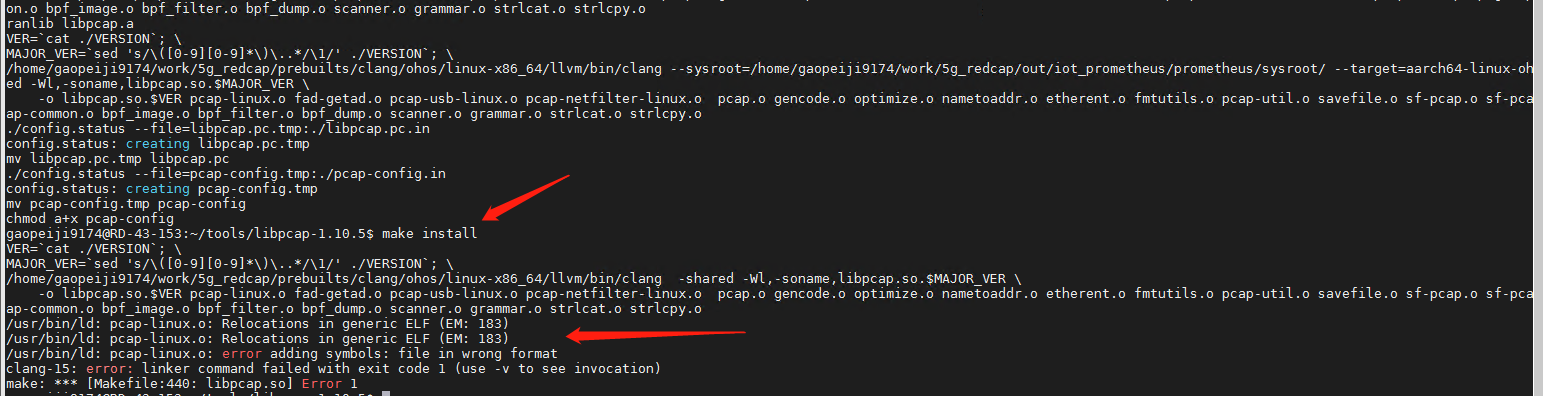 on.o bpf_image.o bpf_filter.o bpf_dump.o scanner.o grammar.o strlcat.o strlcpy.o
ranlib libpcap.a
VER=`cat ./VERSION`; \
MAJOR_VER=`sed 's/\([0-9][0-9]*\)\..*/\1/' ./VERSION`; \
/home/gaopeiji9174/work/5g_redcap/prebuilts/clang/ohos/linux-x86_64/llvm/bin/clang --sysroot=/home/gaopeiji9174/work/5g_redcap/out/iot_prometheus/prometheus/sysroot/ --target=aarch64-linux-oh
ed -Wl,-soname,libpcap.so.$MAJOR_VER \
-o libpcap.so.$VER pcap-linux.o fad-getad.o pcap-usb-linux.o pcap-netfilter-linux.o pcap.o gencode.o optimize.o nametoaddr.o etherent.o fmtutils.o pcap-util.o savefile.o sf-pcap.o sf-pca
ap-common.o bpf_image.o bpf_filter.o bpf_dump.o scanner.o grammar.o strlcat.o strlcpy.o
./config.status --file=libpcap.pc.tmp:./libpcap.pc.in
config.status: creating libpcap.pc.tmp
mv libpcap.pc.tmp libpcap.pc
./config.status --file=pcap-config.tmp:./pcap-config.in
config.status: creating pcap-config.tmp
mv pcap-config.tmp pcap-config
chmod a+x pcap-config
gaopeiji9174@RD-43-153:~/tools/libpcap-1.10.5$ make install
VER=`cat ./VERSION`; \
MAJOR_VER=`sed 's/\([0-9][0-9]*\)\..*/\1/' ./VERSION`; \
/home/gaopeiji9174/work/5g_redcap/prebuilts/clang/ohos/linux-x86_64/llvm/bin/clang -shared -Wl,-soname,libpcap.so.$MAJOR_VER \
-o libpcap.so.$VER pcap-linux.o fad-getad.o pcap-usb-linux.o pcap-netfilter-linux.o pcap.o gencode.o optimize.o nametoaddr.o etherent.o fmtutils.o pcap-util.o savefile.o sf-pcap.o sf-pca
ap-common.o bpf_image.o bpf_filter.o bpf_dump.o scanner.o grammar.o strlcat.o strlcpy.o
/usr/bin/ld: pcap-linux.o: Relocations in generic ELF (EM: 183)
/usr/bin/ld: pcap-linux.o: Relocations in generic ELF (EM: 183)
/usr/bin/ld: pcap-linux.o: error adding symbols: file in wrong format
clang-15: error: linker command failed with exit code 1 (use -v to see invocation)
make: *** [Makefile:440: libpcap.so] Error 1